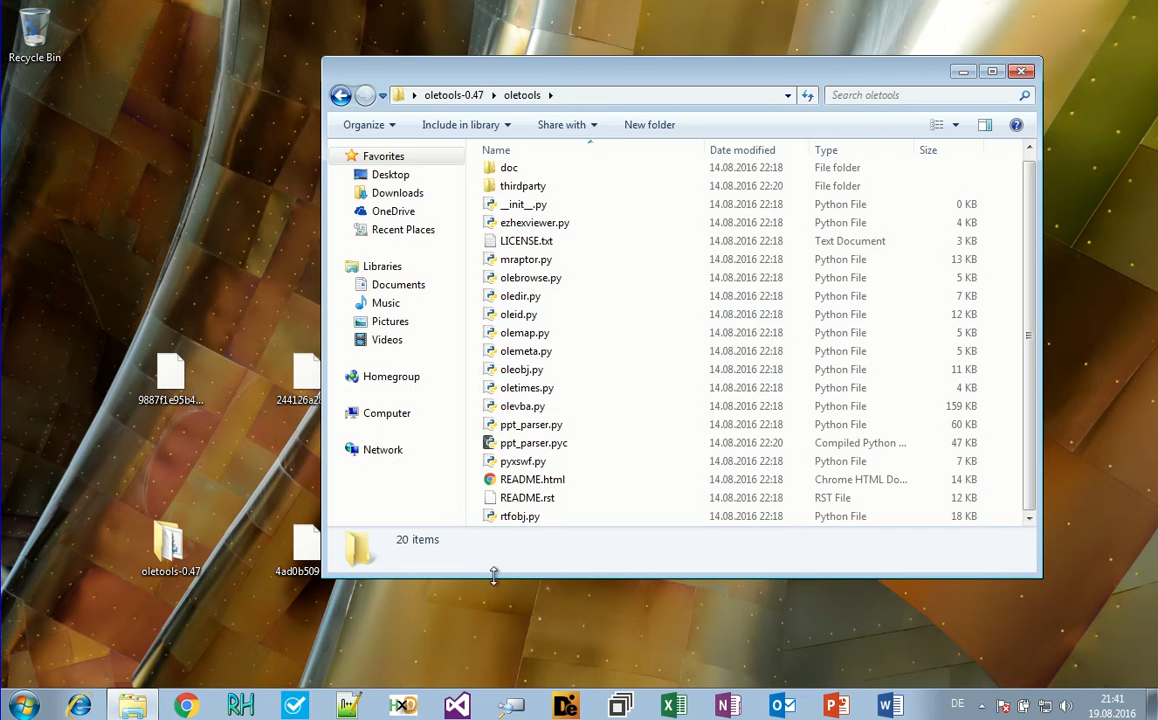 Recycle Bin
oletools-0.47 oletools
Search oletools
Organize Include in library Share with New folder
Name Date modified Type Size
Favorites
Desktop
Downloads
OneDrive
Recent Places
Libraries
Documents
Music
Pictures
Videos
Homegroup
Computer
Network
doc 14.08.2016 22:18 File folder
thirdparty 14.08.2016 22:20 File folder
__init__.py 14.08.2016 22:18 Python File 0 KB
ezhexviewer.py 14.08.2016 22:18 Python File 4 KB
LICENSE.txt 14.08.2016 22:18 Text Document 3 KB
mraptor.py 14.08.2016 22:18 Python File 13 KB
olebrowse.py 14.08.2016 22:18 Python File 5 KB
oledir.py 14.08.2016 22:18 Python File 7 KB
oleid.py 14.08.2016 22:18 Python File 12 KB
olemap.py 14.08.2016 22:18 Python File 5 KB
olemeta.py 14.08.2016 22:18 Python File 5 KB
oleobj.py 14.08.2016 22:18 Python File 11 KB
oletimes.py 14.08.2016 22:18 Python File 4 KB
olevba.py 14.08.2016 22:18 Python File 159 KB
ppt_parser.py 14.08.2016 22:18 Python File 60 KB
ppt_parser.pyc 14.08.2016 22:20 Compiled Python ... 47 KB
pyxswf.py 14.08.2016 22:18 Python File 7 KB
README.html 14.08.2016 22:18 Chrome HTML Do... 14 KB
README.rst 14.08.2016 22:18 RST File 12 KB
rtfobj.py 14.08.2016 22:18 Python File 18 KB
20 items
9887f1e95b4...
244126a2
oletools-0.47
4ad0b509
RH
HXD
De
X
N
O
P
W
DE
21:41
19.08.2016